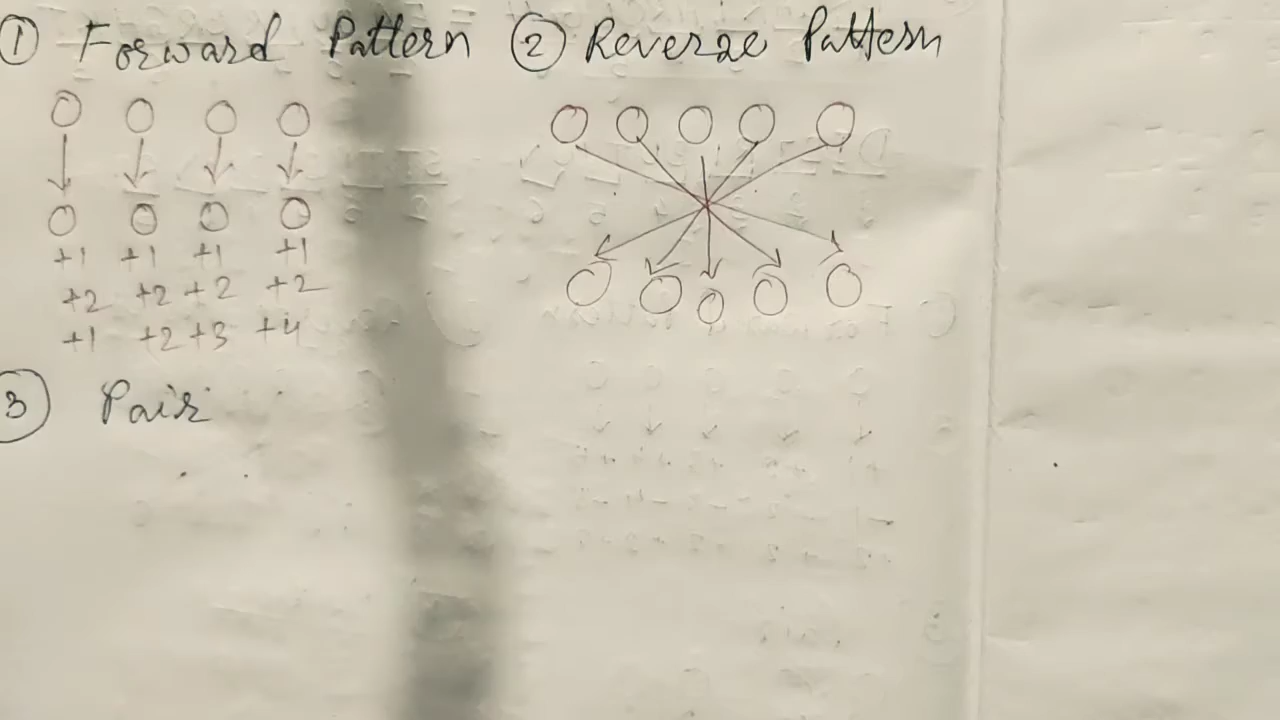 ① Forward Pattern ② Reverse Pattern
+1 +1 +1 +1
+2 +2 +2 +2
+1 +2 +3 +4
③ Pair